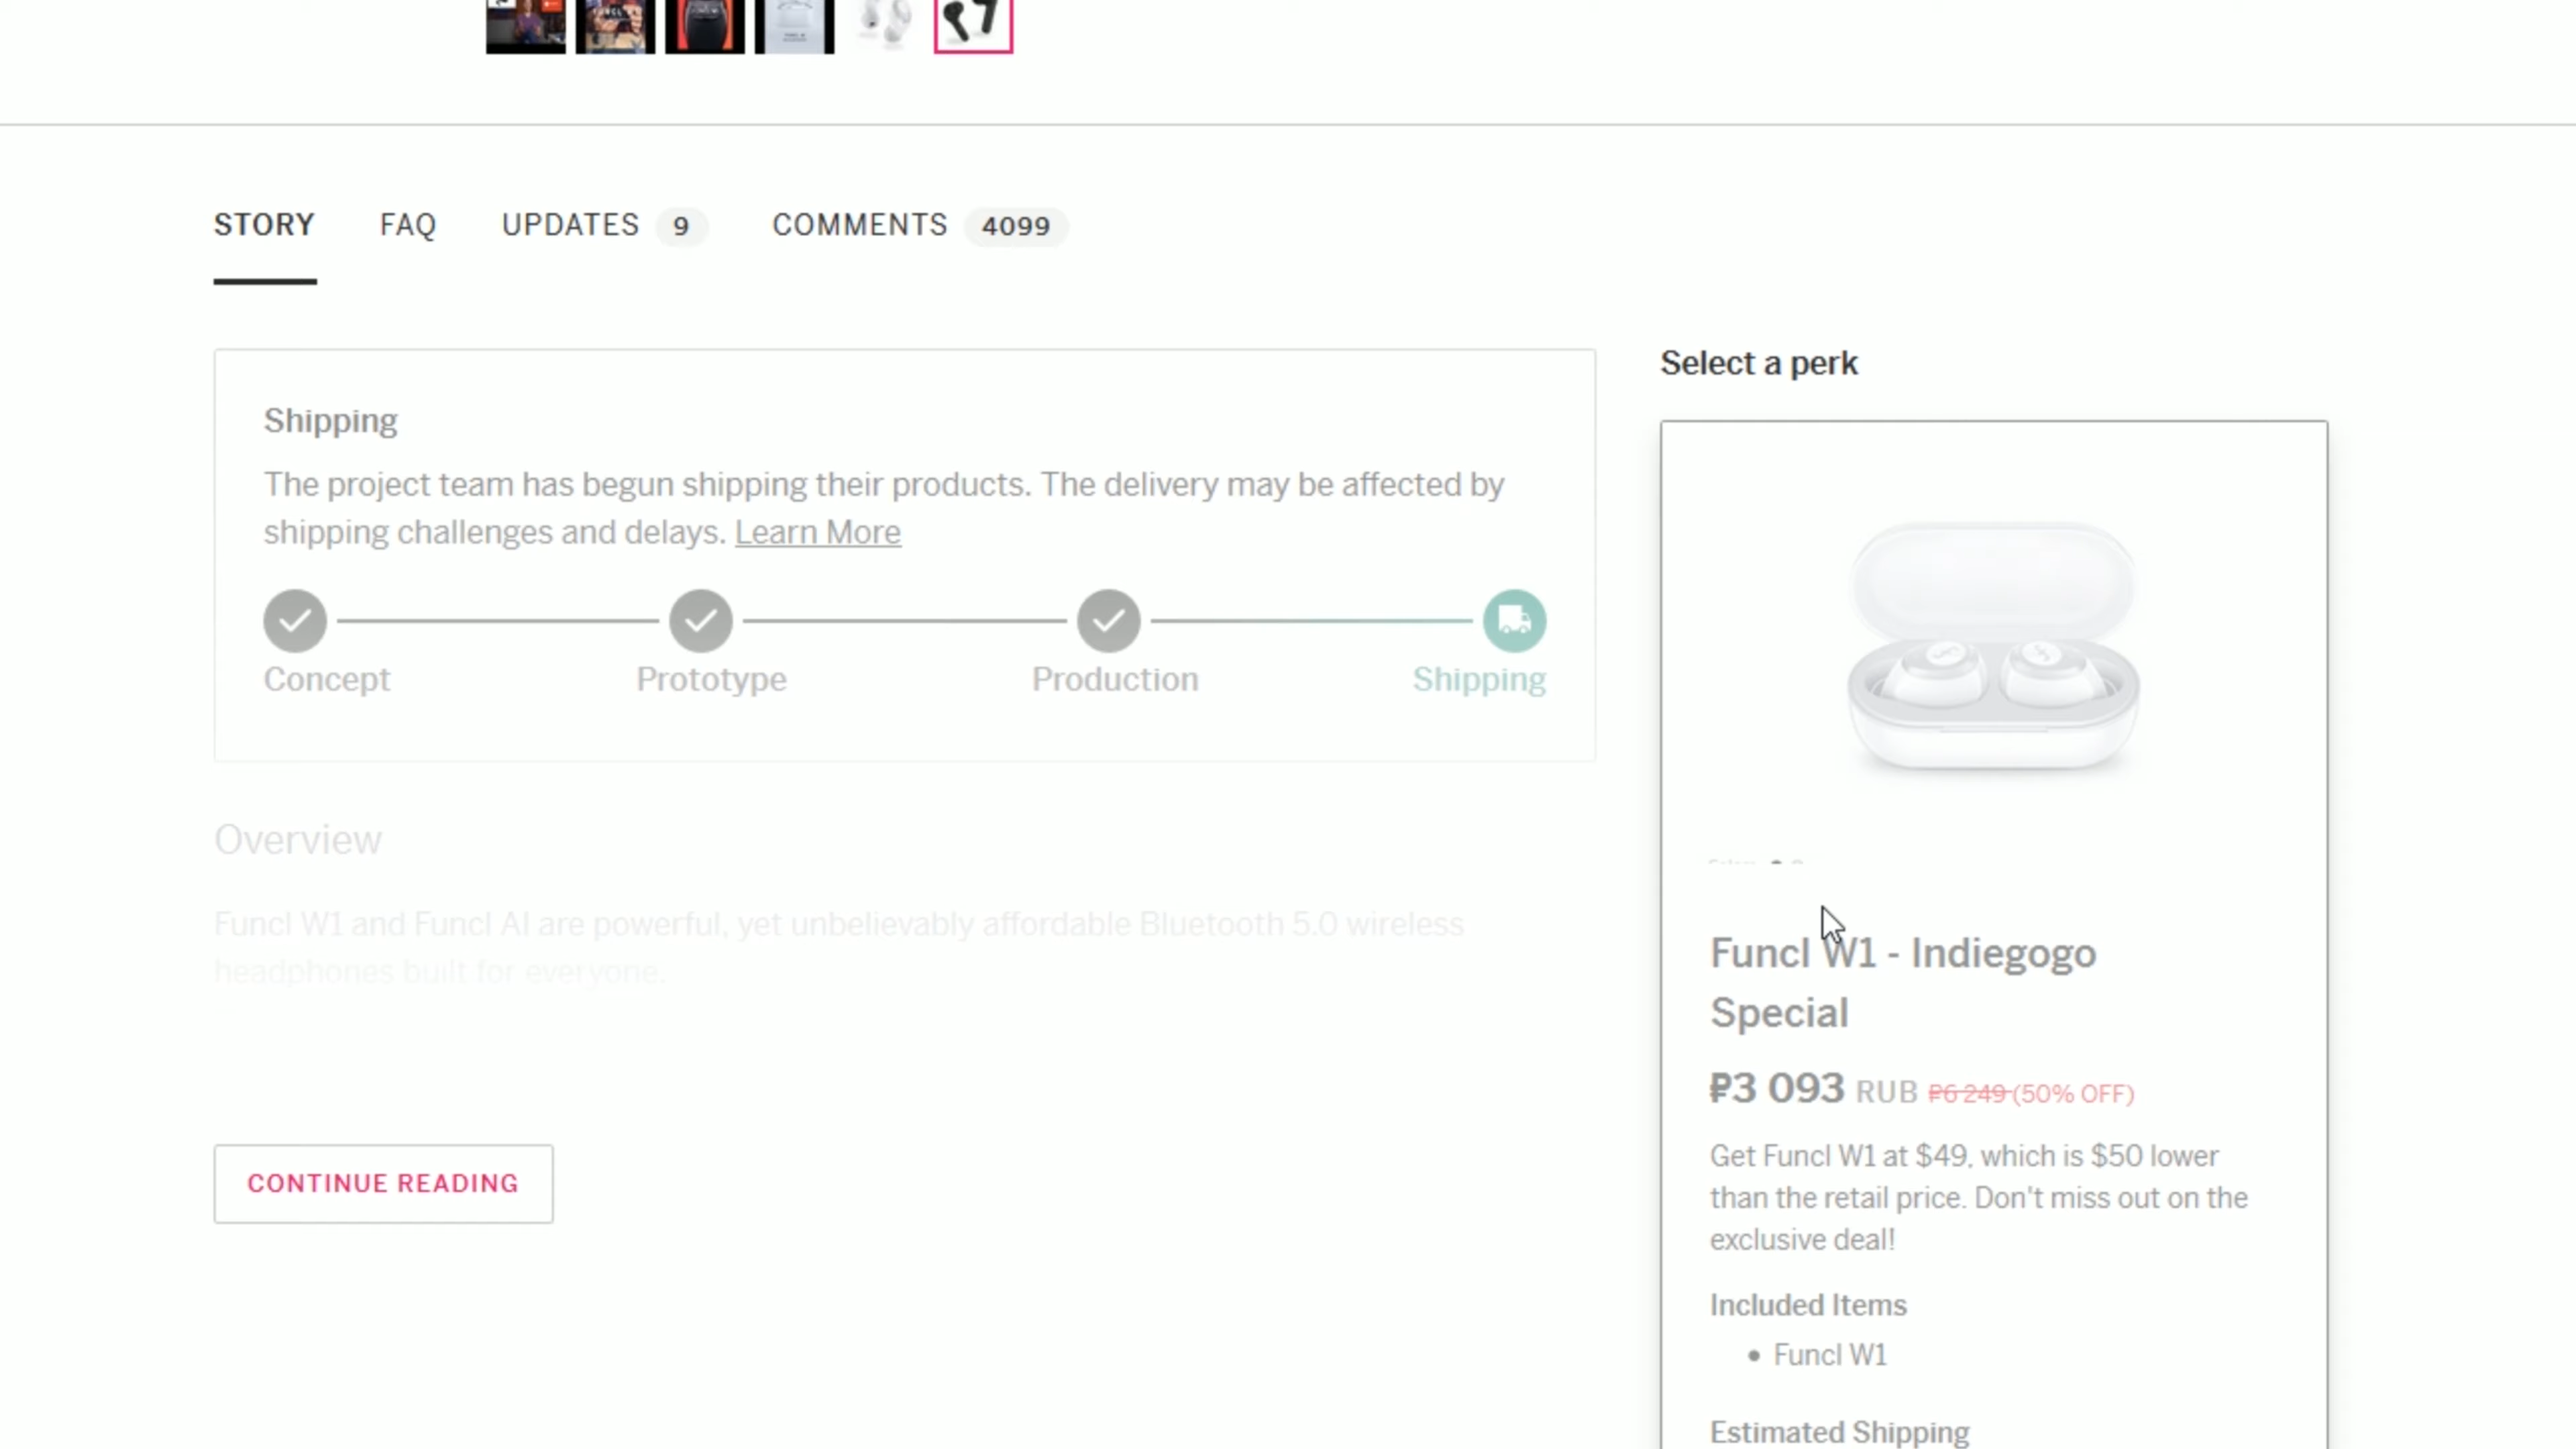 STORY FAQ UPDATES 9 COMMENTS 4099
Shipping
The project team has begun shipping their products. The delivery may be affected by
shipping challenges and delays. Learn More
Concept Prototype Production Shipping
Overview
Funcl W1 and Funcl AI are powerful, yet unbelievably affordable Bluetooth 5.0 wireless
headphones built for everyone.
CONTINUE READING
Select a perk
Funcl W1 - Indiegogo
Special
₽3 093 RUB ₽6 249 (50% OFF)
Get Funcl W1 at $49, which is $50 lower
than the retail price. Don't miss out on the
exclusive deal!
Included Items
• Funcl W1
Estimated Shipping